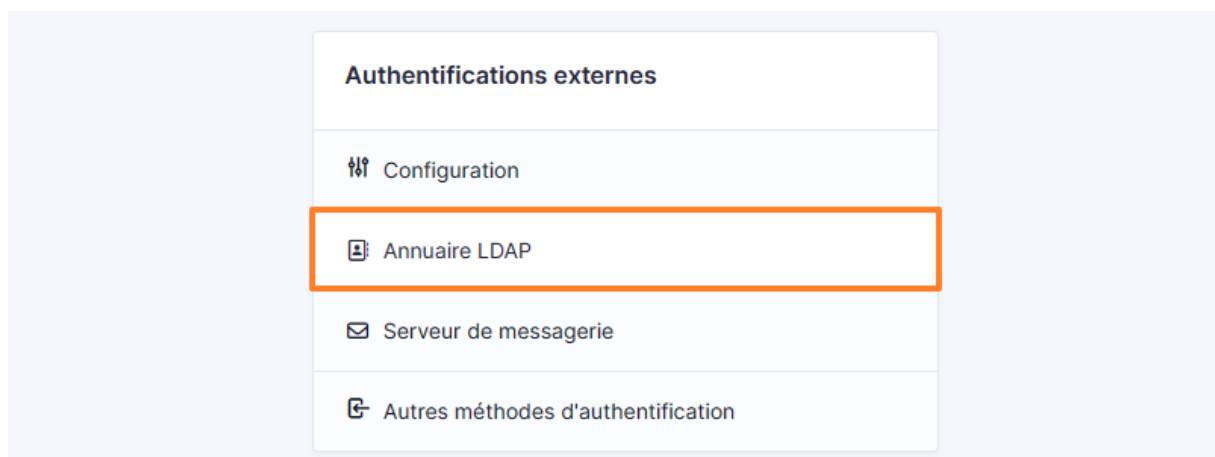 Authentifications externes
Configuration
Annuaire LDAP
Serveur de messagerie
Autres méthodes d'authentification